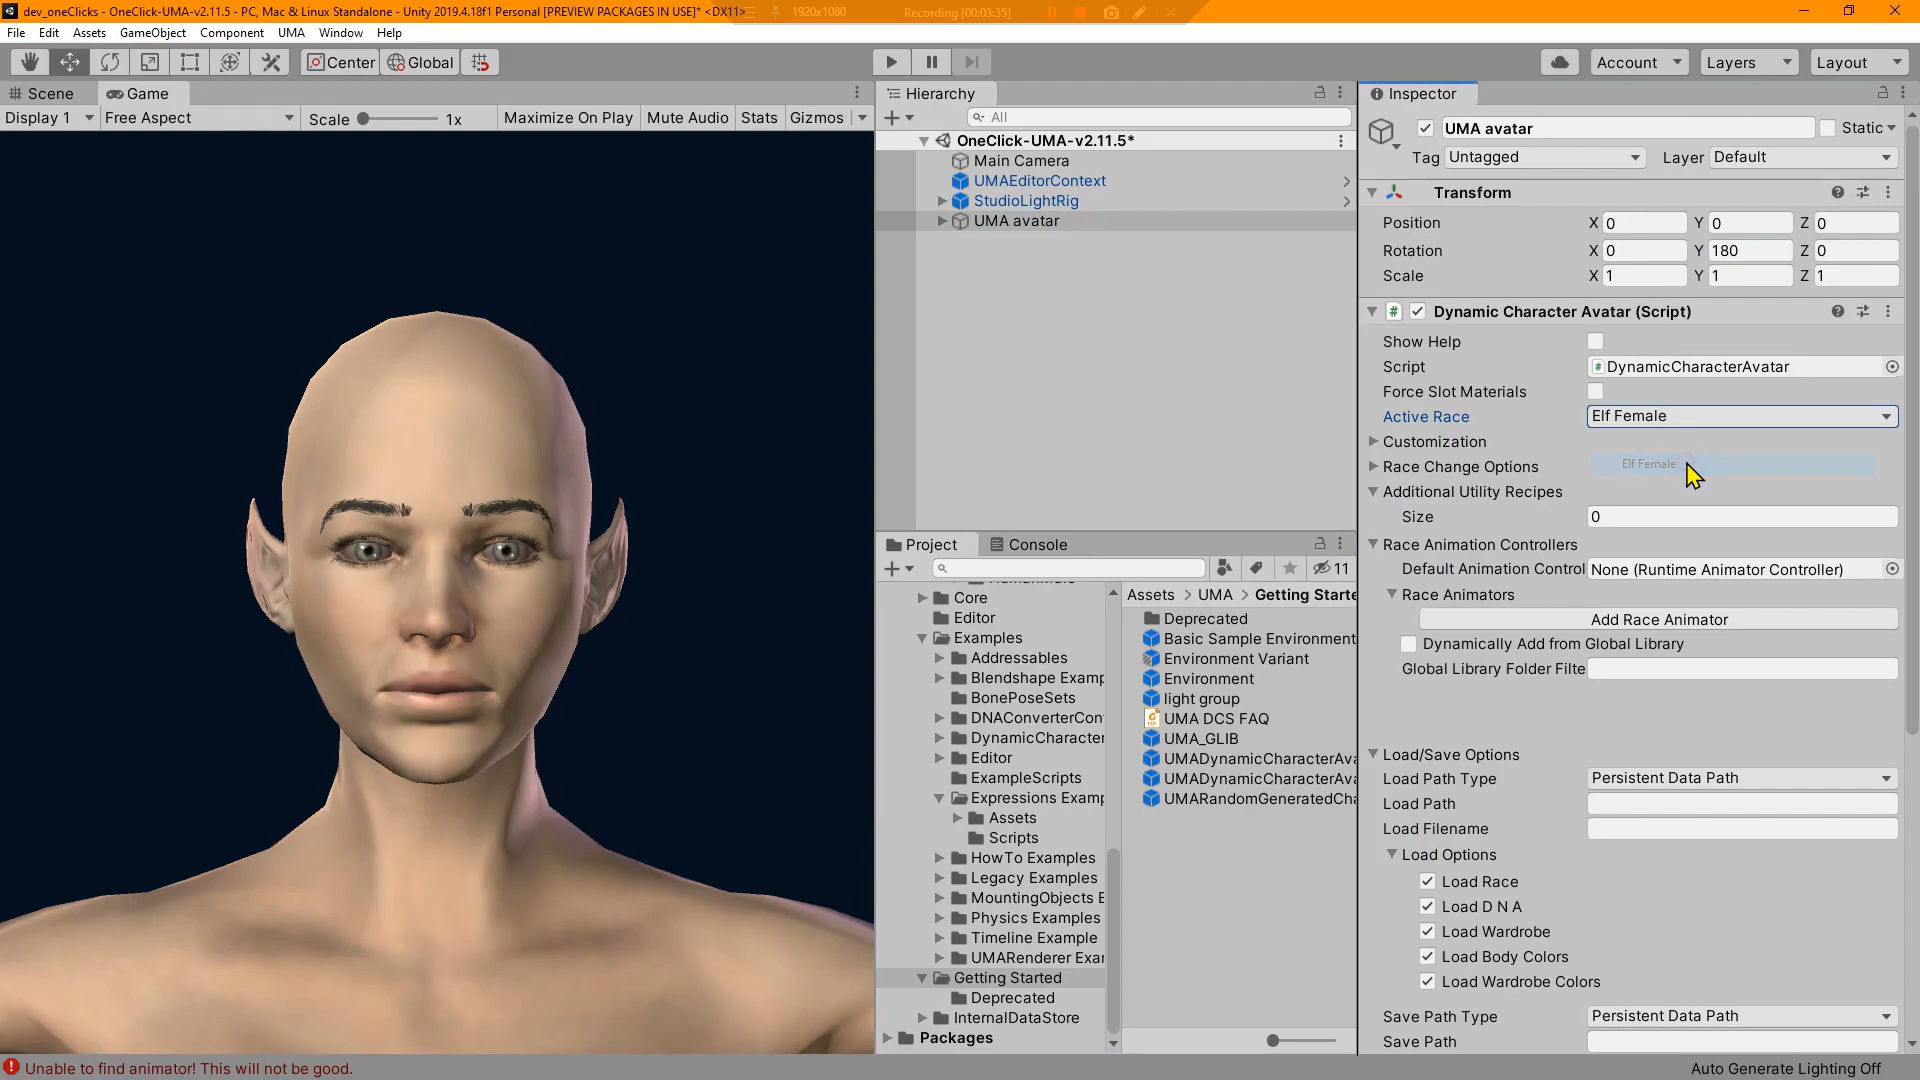 dev_oneClicks - OneClick-UMA-v2.11.5 - PC, Mac & Linux Standalone - Unity 2019.4.18f1 Personal [PREVIEW PACKAGES IN USE]* <DX11>
1920x1080
Recording [00:03:35]
File Edit Assets GameObject Component UMA Window Help
Center Global Account Layers Layout
Scene Game
Display 1 Free Aspect Scale 1x Maximize On Play Mute Audio Stats Gizmos
Hierarchy
All
OneClick-UMA-v2.11.5*
Main Camera
UMAEditorContext
StudioLightRig
UMA avatar
Project Console
11
Core
Editor
Examples
Addressables
Blendshape Examp
BonePoseSets
DNAConverterCon
DynamicCharacter
Editor
ExampleScripts
Expressions Examp
Assets
Scripts
HowTo Examples
Legacy Examples
MountingObjects E
Physics Examples
Timeline Example
UMARenderer Exar
Getting Started
Deprecated
InternalDataStore
Packages
Assets > UMA > Getting Starte
Deprecated
Basic Sample Environment
Environment Variant
Environment
light group
UMA DCS FAQ
UMA_GLIB
UMADynamicCharacterAva
UMADynamicCharacterAva
UMARandomGeneratedCha
Inspector
UMA avatar Static
Tag Untagged Layer Default
Transform
Position X 0 Y 0 Z 0
Rotation X 0 Y 180 Z 0
Scale X 1 Y 1 Z 1
Dynamic Character Avatar (Script)
Show Help
Script DynamicCharacterAvatar
Force Slot Materials
Active Race Elf Female
Customization
Race Change Options Elf Female
Additional Utility Recipes
Size 0
Race Animation Controllers
Default Animation Control None (Runtime Animator Controller)
Race Animators
Add Race Animator
Dynamically Add from Global Library
Global Library Folder Filte
Load/Save Options
Load Path Type Persistent Data Path
Load Path
Load Filename
Load Options
Load Race
Load D N A
Load Wardrobe
Load Body Colors
Load Wardrobe Colors
Save Path Type Persistent Data Path
Save Path
Unable to find animator! This will not be good.
Auto Generate Lighting Off